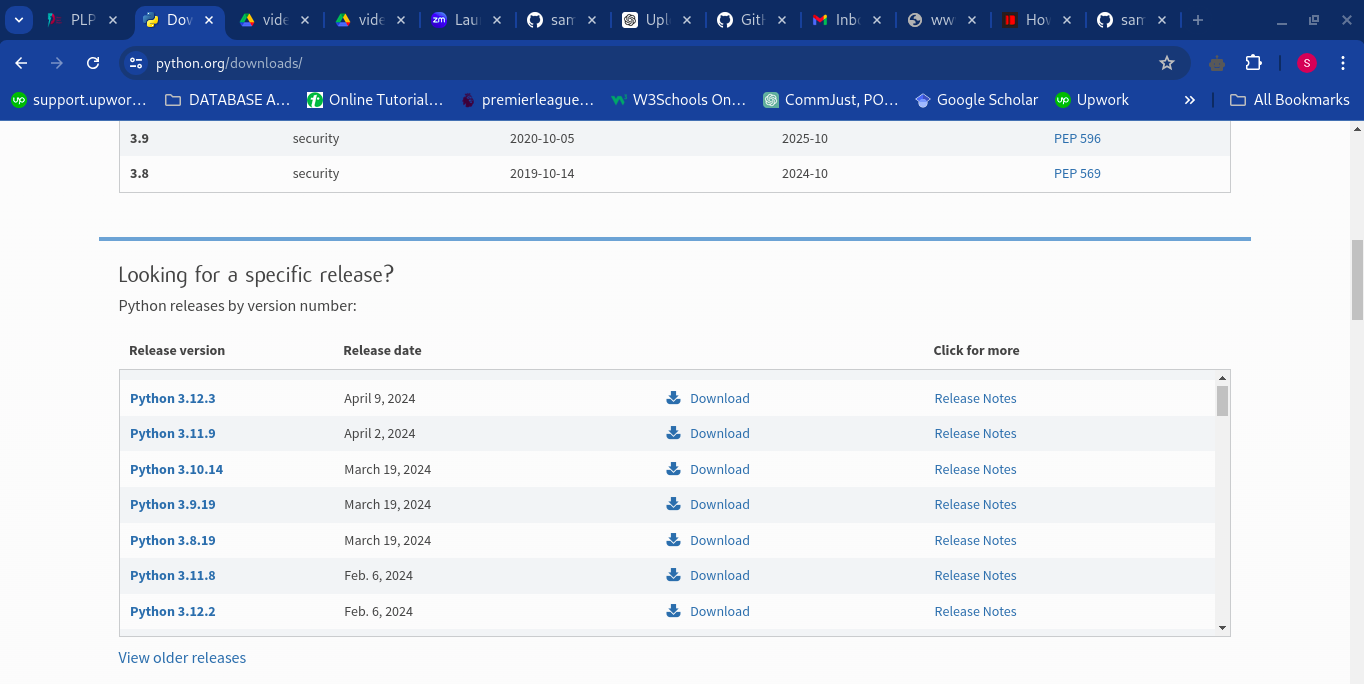 PLP Dov vide vide zm Lau sam Upl Gitl Inb ww Hov sam
python.org/downloads/ S
up support.upwor... DATABASE A... Online Tutorial... premierleague... W3Schools On... CommJust, PO... Google Scholar up Upwork » All Bookmarks
3.9 security 2020-10-05 2025-10 PEP 596
3.8 security 2019-10-14 2024-10 PEP 569
Looking for a specific release?
Python releases by version number:
Release version Release date Click for more
Python 3.12.3 April 9, 2024 Download Release Notes
Python 3.11.9 April 2, 2024 Download Release Notes
Python 3.10.14 March 19, 2024 Download Release Notes
Python 3.9.19 March 19, 2024 Download Release Notes
Python 3.8.19 March 19, 2024 Download Release Notes
Python 3.11.8 Feb. 6, 2024 Download Release Notes
Python 3.12.2 Feb. 6, 2024 Download Release Notes
View older releases